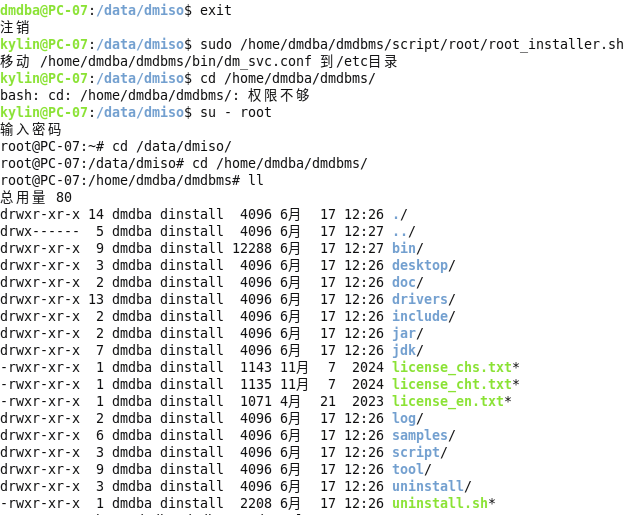 dmdba@PC-07:/data/dmiso$ exit
注销
kylin@PC-07:/data/dmiso$ sudo /home/dmdba/dmdbms/script/root/root_installer.sh
移动 /home/dmdba/dmdbms/bin/dm_svc.conf 到/etc目录
kylin@PC-07:/data/dmiso$ cd /home/dmdba/dmdbms/
bash: cd: /home/dmdba/dmdbms/: 权限不够
kylin@PC-07:/data/dmiso$ su - root
输入密码
root@PC-07:~# cd /data/dmiso/
root@PC-07:/data/dmiso# cd /home/dmdba/dmdbms/
root@PC-07:/home/dmdba/dmdbms# ll
总用量 80
drwxr-xr-x 14 dmdba dinstall  4096 6月  17 12:26 ./
drwx------  5 dmdba dinstall  4096 6月  17 12:27 ../
drwxr-xr-x  9 dmdba dinstall 12288 6月  17 12:27 bin/
drwxr-xr-x  3 dmdba dinstall  4096 6月  17 12:26 desktop/
drwxr-xr-x  2 dmdba dinstall  4096 6月  17 12:26 doc/
drwxr-xr-x 13 dmdba dinstall  4096 6月  17 12:26 drivers/
drwxr-xr-x  2 dmdba dinstall  4096 6月  17 12:26 include/
drwxr-xr-x  2 dmdba dinstall  4096 6月  17 12:26 jar/
drwxr-xr-x  7 dmdba dinstall  4096 6月  17 12:26 jdk/
-rwxr-xr-x  1 dmdba dinstall  1143 11月  7  2024 license_chs.txt*
-rwxr-xr-x  1 dmdba dinstall  1135 11月  7  2024 license_cht.txt*
-rwxr-xr-x  1 dmdba dinstall  1071 4月  21  2023 license_en.txt*
drwxr-xr-x  2 dmdba dinstall  4096 6月  17 12:26 log/
drwxr-xr-x  6 dmdba dinstall  4096 6月  17 12:26 samples/
drwxr-xr-x  3 dmdba dinstall  4096 6月  17 12:26 script/
drwxr-xr-x  9 dmdba dinstall  4096 6月  17 12:26 tool/
drwxr-xr-x  3 dmdba dinstall  4096 6月  17 12:26 uninstall/
-rwxr-xr-x  1 dmdba dinstall  2208 6月  17 12:26 uninstall.sh*